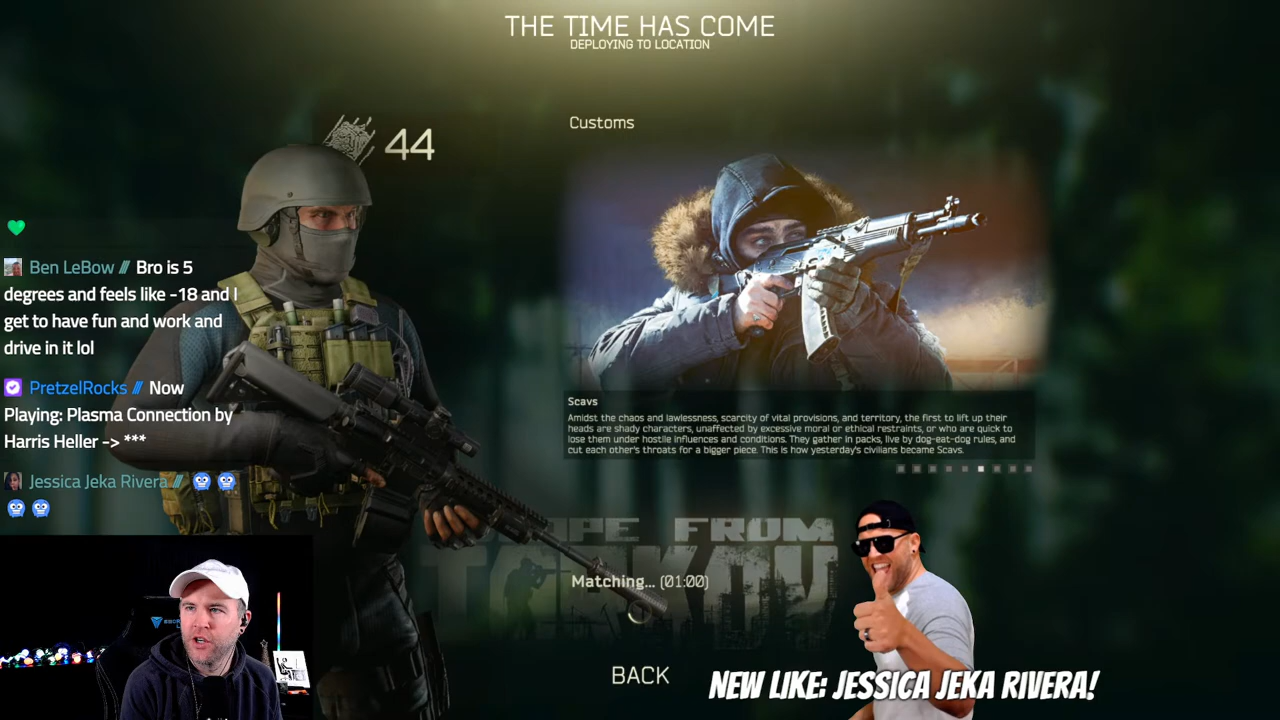 THE TIME HAS COME
DEPLOYING TO LOCATION
44
Customs
Ben LeBow // Bro is 5
degrees and feels like -18 and I
get to have fun and work and
drive in it lol
PretzelRocks // Now
Playing: Plasma Connection by
Harris Heller -> ***
Jessica Jeka Rivera //
Scavs
Amidst the chaos and lawlessness, scarcity of vital provisions, and territory, the first to lift up their
heads are shady characters, unaffected by excessive moral or ethical restraints, or who are quick to
lose them under hostile influences and conditions. They gather in packs, live by dog-eat-dog rules, and
cut each other's throats for a bigger piece. This is how yesterday's civilians became Scavs.
APE FROM
TARKOV
Matching... (01:00)
BACK
NEW LIKE: JESSICA JEKA RIVERA!